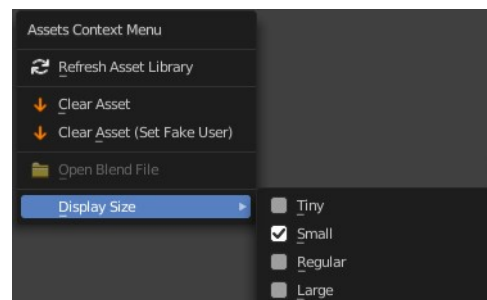 Assets Context Menu
Refresh Asset Library
Clear Asset
Clear Asset (Set Fake User)
Open Blend File
Display Size
Tiny
Small
Regular
Large